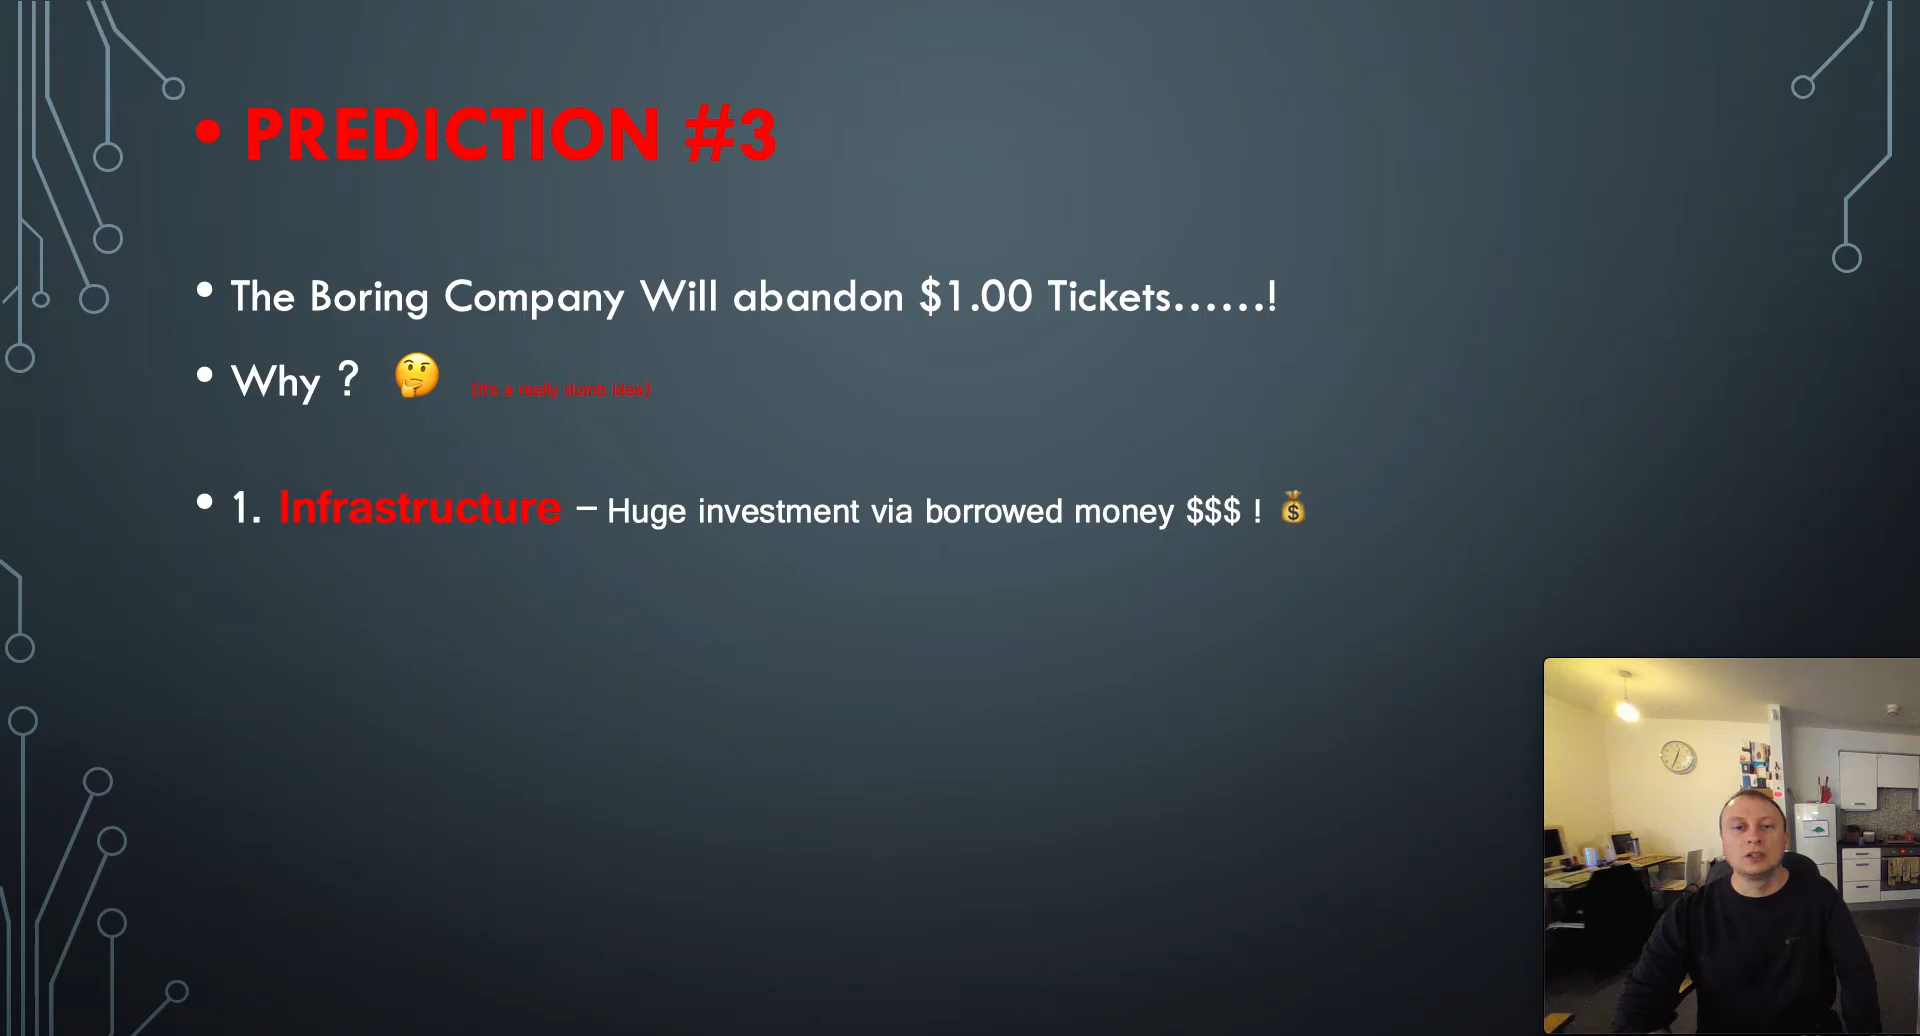 • PREDICTION #3
• The Boring Company Will abandon $1.00 Tickets......!
• Why ? 🤔 (it's a really dumb idea)
• 1. Infrastructure – Huge investment via borrowed money $$$ ! 💰